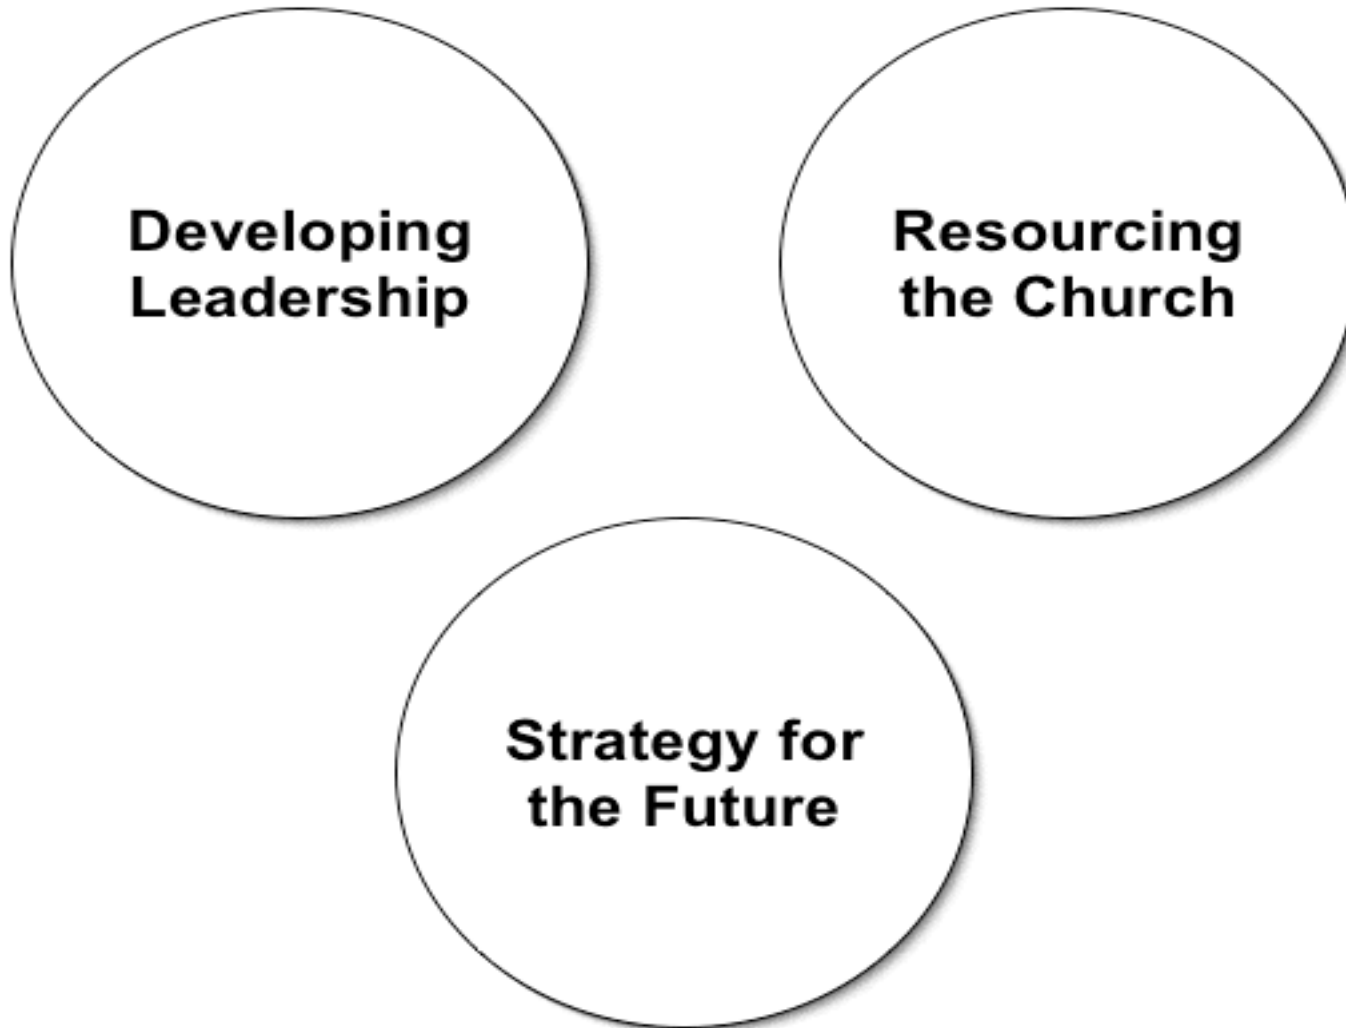 Developing
Leadership
Resourcing
the Church
Strategy for
the Future